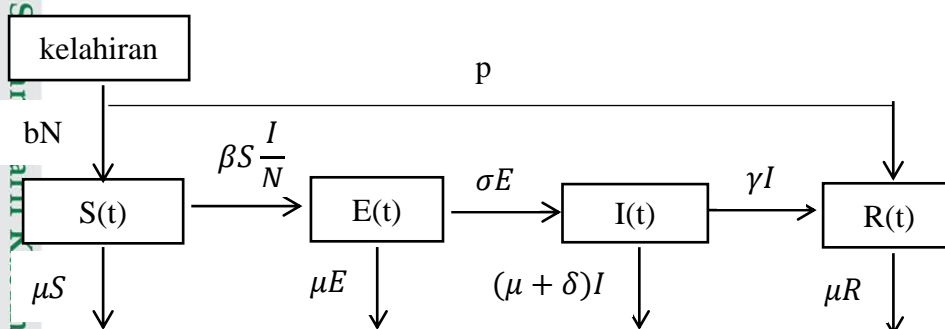 kelahiran
p
bN
βS I/N
σE
γI
S(t)
E(t)
I(t)
R(t)
μS
μE
(μ + δ)I
μR